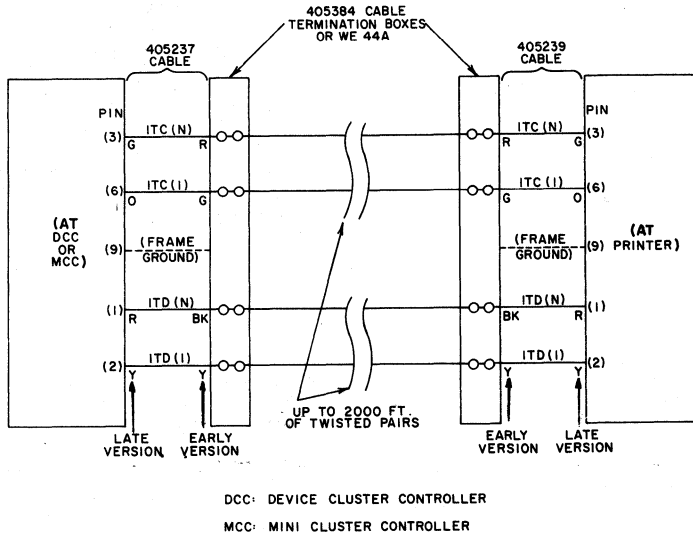 405384 CABLE
TERMINATION BOXES
OR WE 44A
405237
CABLE
405239
CABLE
PIN
PIN
(3) ITC (N)
G R
ITC (N) (3)
R G
(6) ITC (1)
O G
ITC (1) (6)
G O
(AT
DCC
OR
MCC)
(9) (FRAME
GROUND)
(FRAME
GROUND) (9)
(AT
PRINTER)
(1) ITD (N)
R BK
ITD (N) (1)
BK R
(2) ITD (1)
Y Y
ITD (1) (2)
Y Y
UP TO 2000 FT.
OF TWISTED PAIRS
LATE
VERSION
EARLY
VERSION
EARLY
VERSION
LATE
VERSION
DCC: DEVICE CLUSTER CONTROLLER
MCC: MINI CLUSTER CONTROLLER